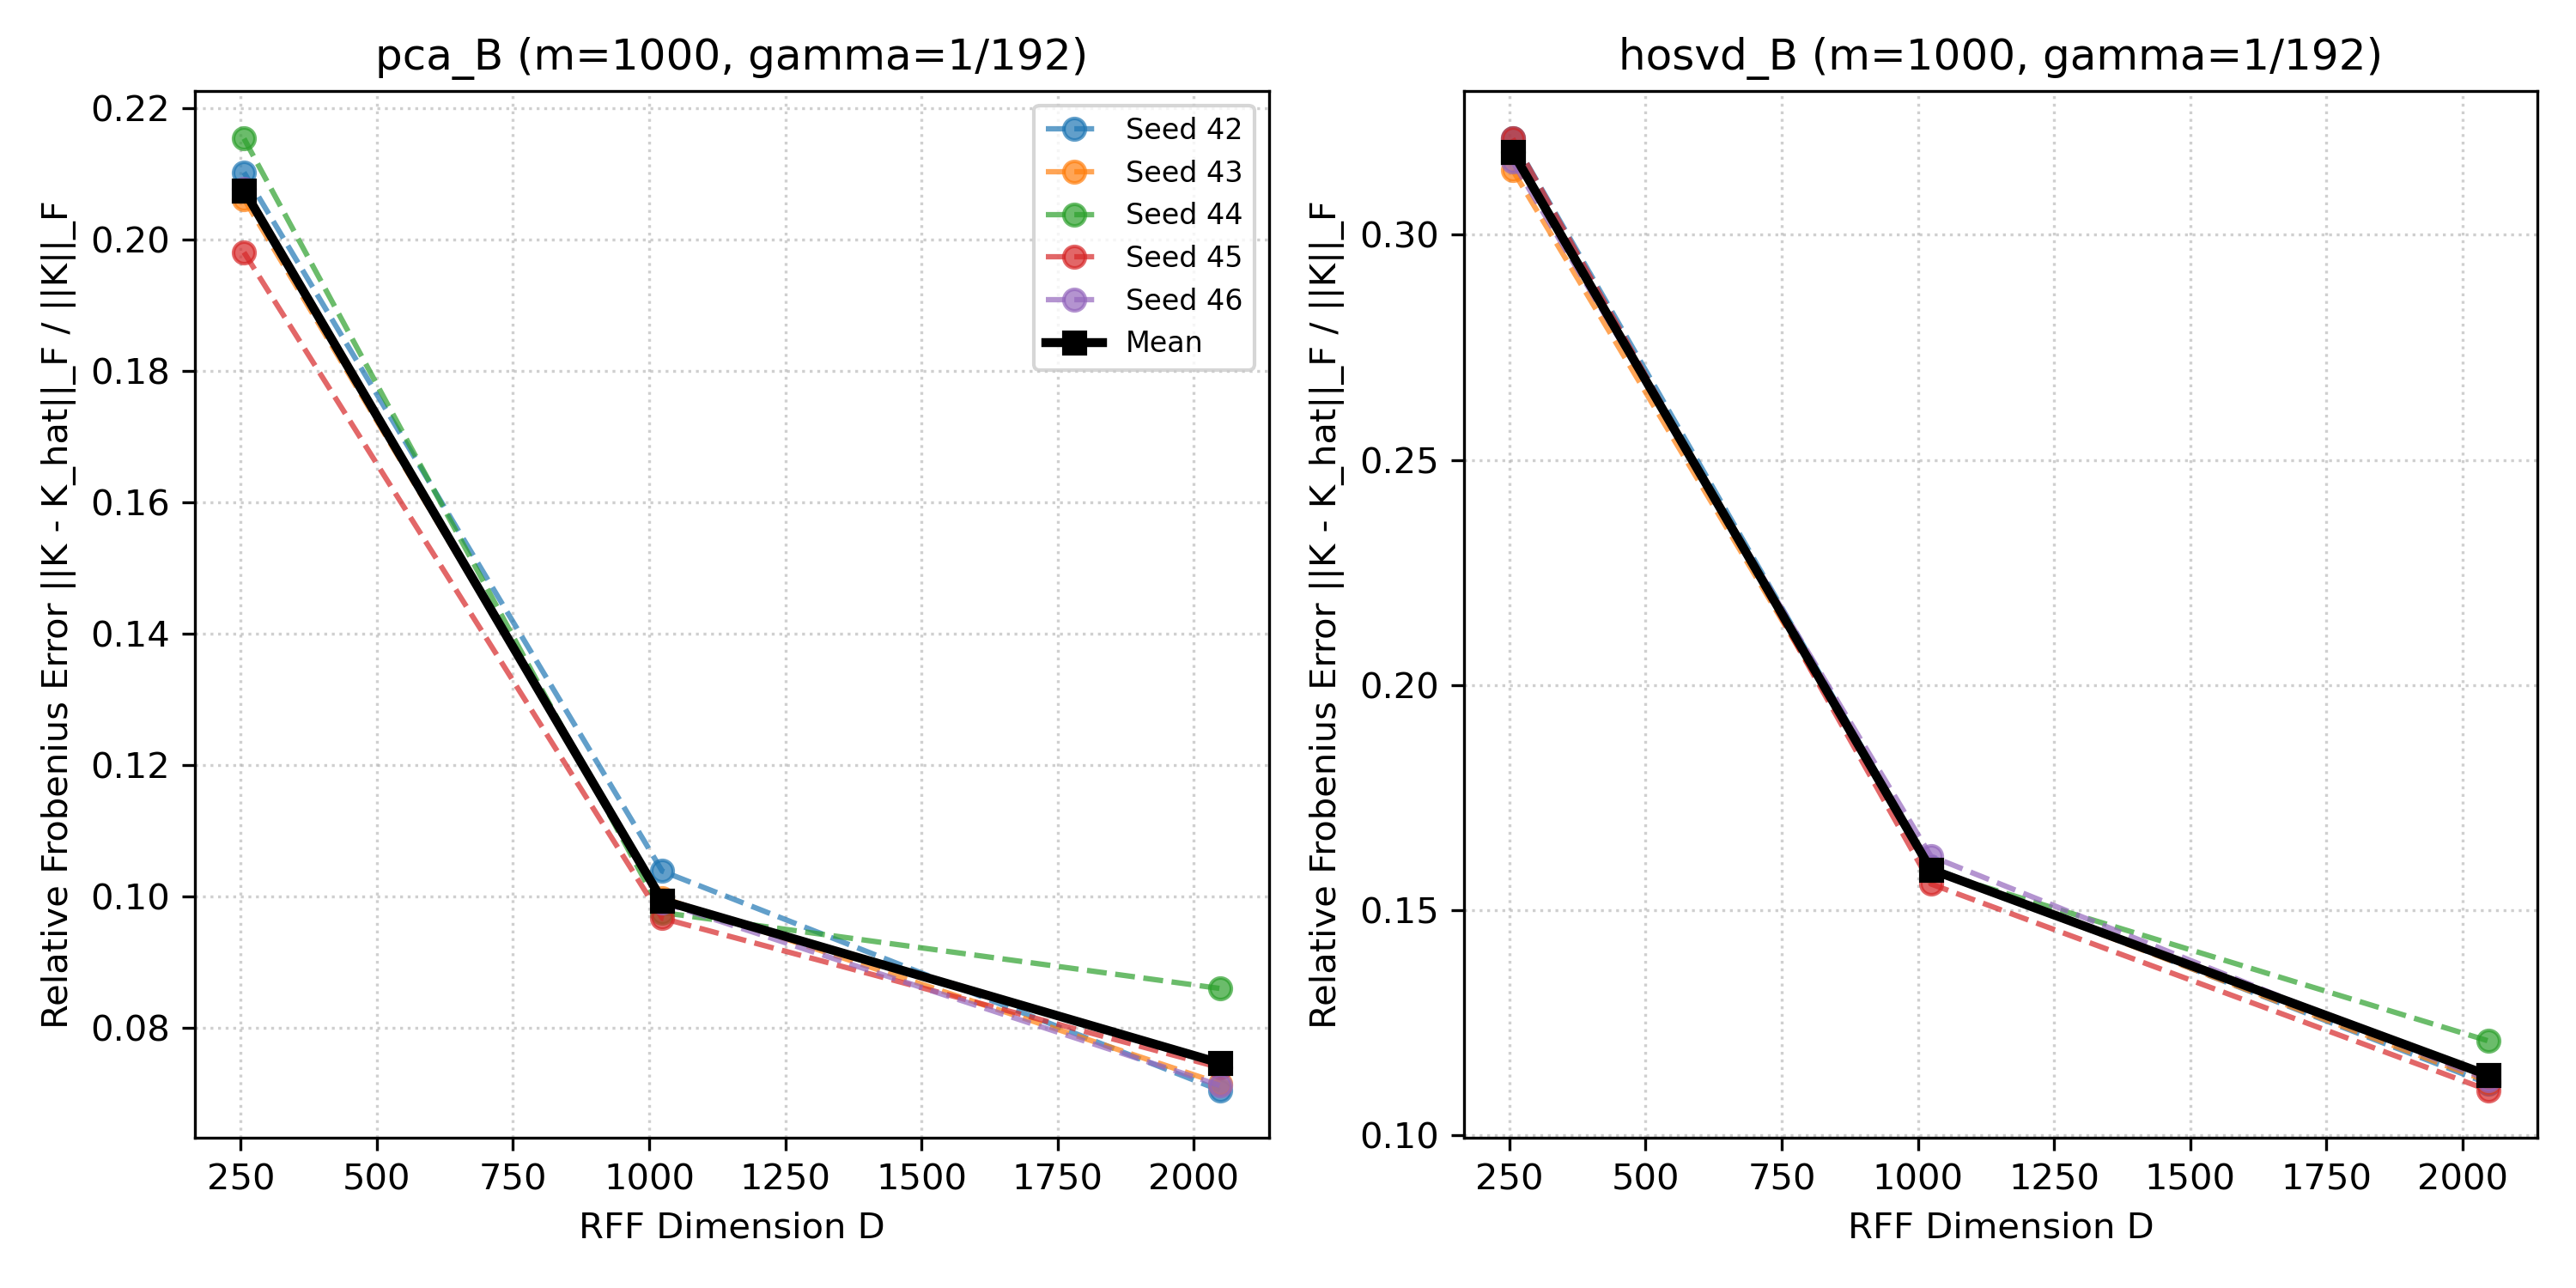 pca_B (m=1000, gamma=1/192)
Relative Frobenius Error ||K - K_hat||_F / ||K||_F
0.22
0.20
0.18
0.16
0.14
0.12
0.10
0.08
Seed 42
Seed 43
Seed 44
Seed 45
Seed 46
Mean
250 500 750 1000 1250 1500 1750 2000
RFF Dimension D
hosvd_B (m=1000, gamma=1/192)
Relative Frobenius Error ||K - K_hat||_F / ||K||_F
0.30
0.25
0.20
0.15
0.10
250 500 750 1000 1250 1500 1750 2000
RFF Dimension D